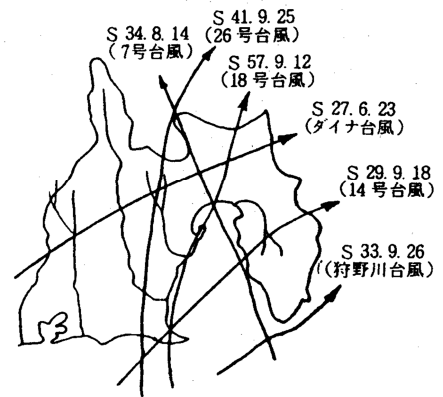 S 41.9.25
(26号台風)
S 34.8.14
(7号台風)
S 57.9.12
(18号台風)
S 27.6.23
(ダイナ台風)
S 29.9.18
(14号台風)
S 33.9.26
(狩野川台風)